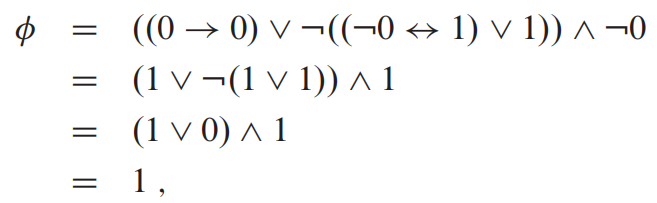 ϕ = ((0 → 0) ∨ ¬((¬0 ↔ 1) ∨ 1)) ∧ ¬0
= (1 ∨ ¬(1 ∨ 1)) ∧ 1
= (1 ∨ 0) ∧ 1
= 1 ,